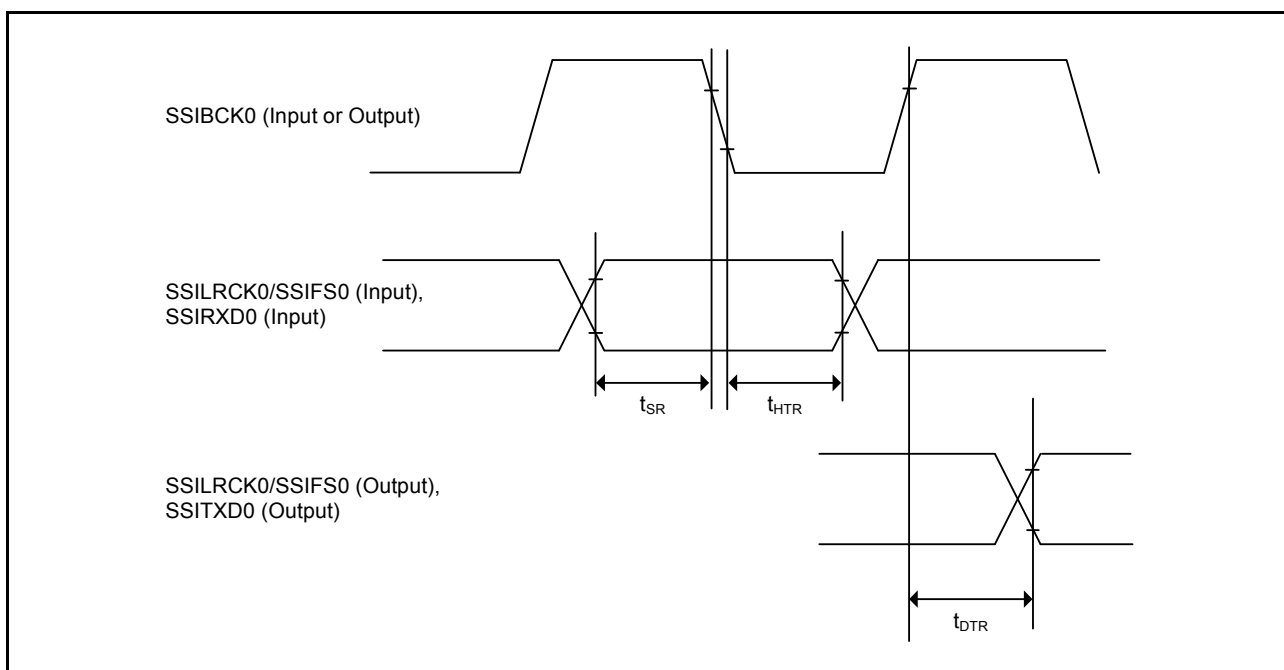 SSIBCK0 (Input or Output)
SSILRCK0/SSIFS0 (Input),
SSIRXD0 (Input)
tSR
tHTR
SSILRCK0/SSIFS0 (Output),
SSITXD0 (Output)
tDTR